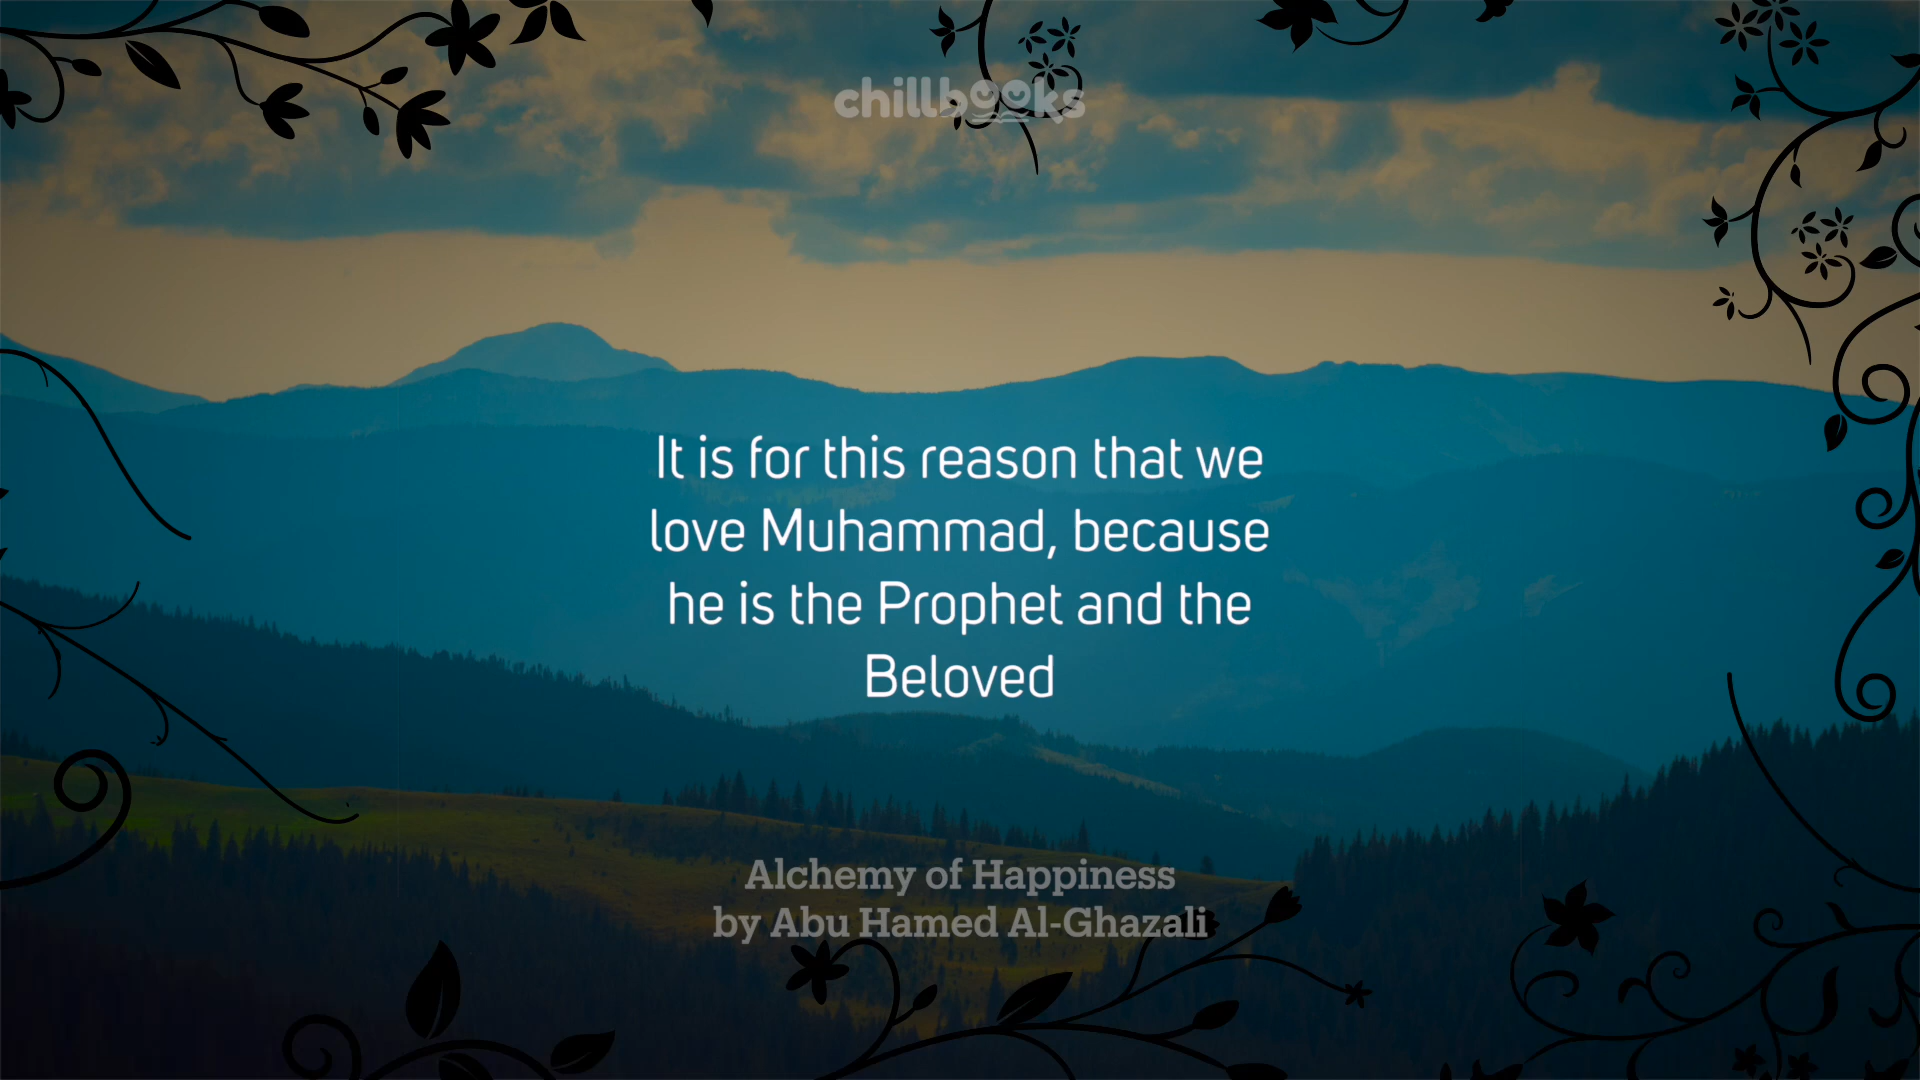 chillbooks
It is for this reason that we
love Muhammad, because
he is the Prophet and the
Beloved
Alchemy of Happiness
by Abu Hamed Al-Ghazali